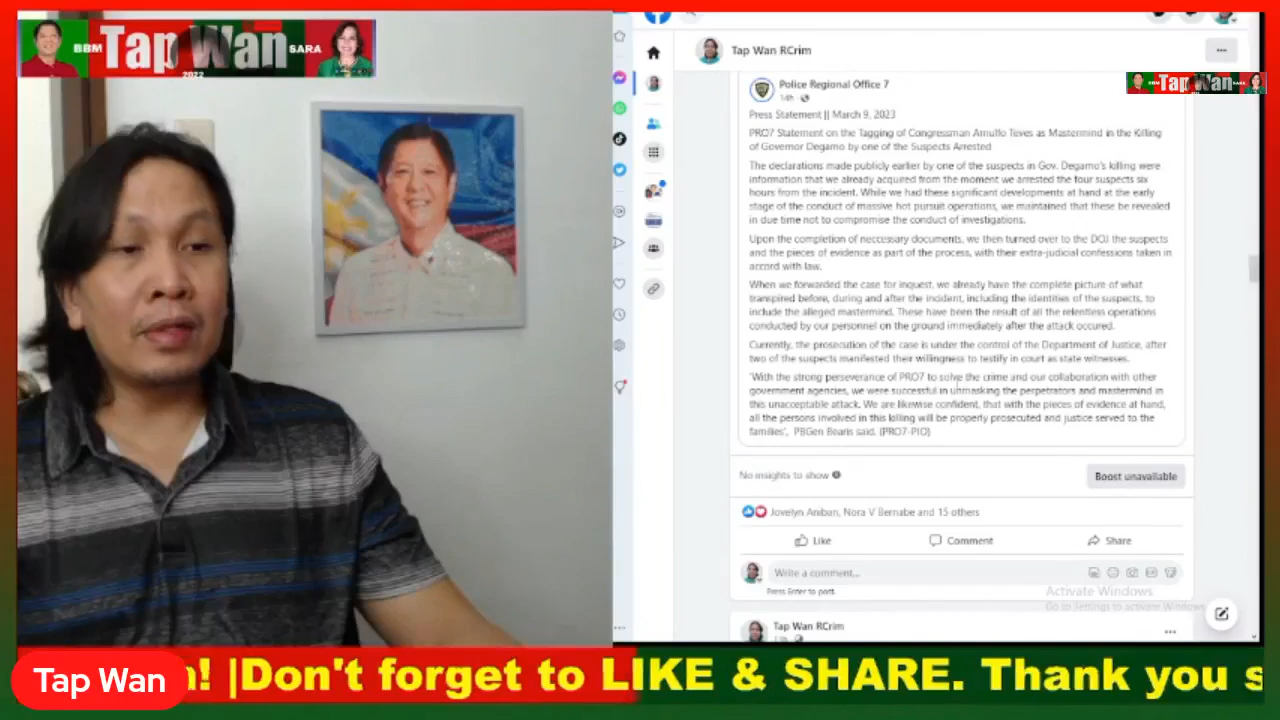 BBM Tap Wan SARA
2022
Tap Wan RCrim
BBM Tap Wan SARA
Police Regional Office 7
14h
Press Statement || March 9, 2023
PRO7 Statement on the Tagging of Congressman Arnulfo Teves as Mastermind in the Killing
of Governor Degamo by one of the Suspects Arrested
The declarations made publicly earlier by one of the suspects in Gov. Degamo's killing were
information that we already acquired from the moment we arrested the four suspects six
hours from the incident. While we had these significant developments at hand at the early
stage of the conduct of massive hot pursuit operations, we maintained that these be revealed
in due time not to compromise the conduct of investigations.
Upon the completion of neccessary documents, we then turned over to the DOJ the suspects
and the pieces of evidence as part of the process, with their extra-judicial confessions taken in
accord with law.
When we forwarded the case for inquest, we already have the complete picture of what
transpired before, during and after the incident, including the identities of the suspects, to
include the alleged mastermind. These have been the result of all the relentless operations
conducted by our personnel on the ground immediately after the attack occured.
Currently, the prosecution of the case is under the control of the Department of Justice, after
two of the suspects manifested their willingness to testify in court as state witnesses.
'With the strong perseverance of PRO7 to solve the crime and our collaboration with other
government agencies, we were successful in unmasking the perpetrators and mastermind in
this unacceptable attack. We are likewise confident, that with the pieces of evidence at hand,
all the persons involved in this killing will be properly prosecuted and justice served to the
families', PBGen Bearis said. (PRO7-PIO)
No insights to show
Boost unavailable
Jovelyn Aniban, Nora V Bernabe and 15 others
Like Comment Share
Write a comment...
Press Enter to post.
Activate Windows
Go to Settings to activate Windows
Tap Wan RCrim
Tap Wan
! |Don't forget to LIKE & SHARE. Thank you s